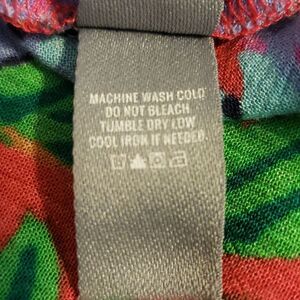 MACHINE WASH COLD
DO NOT BLEACH
TUMBLE DRY LOW
COOL IRON IF NEEDED.